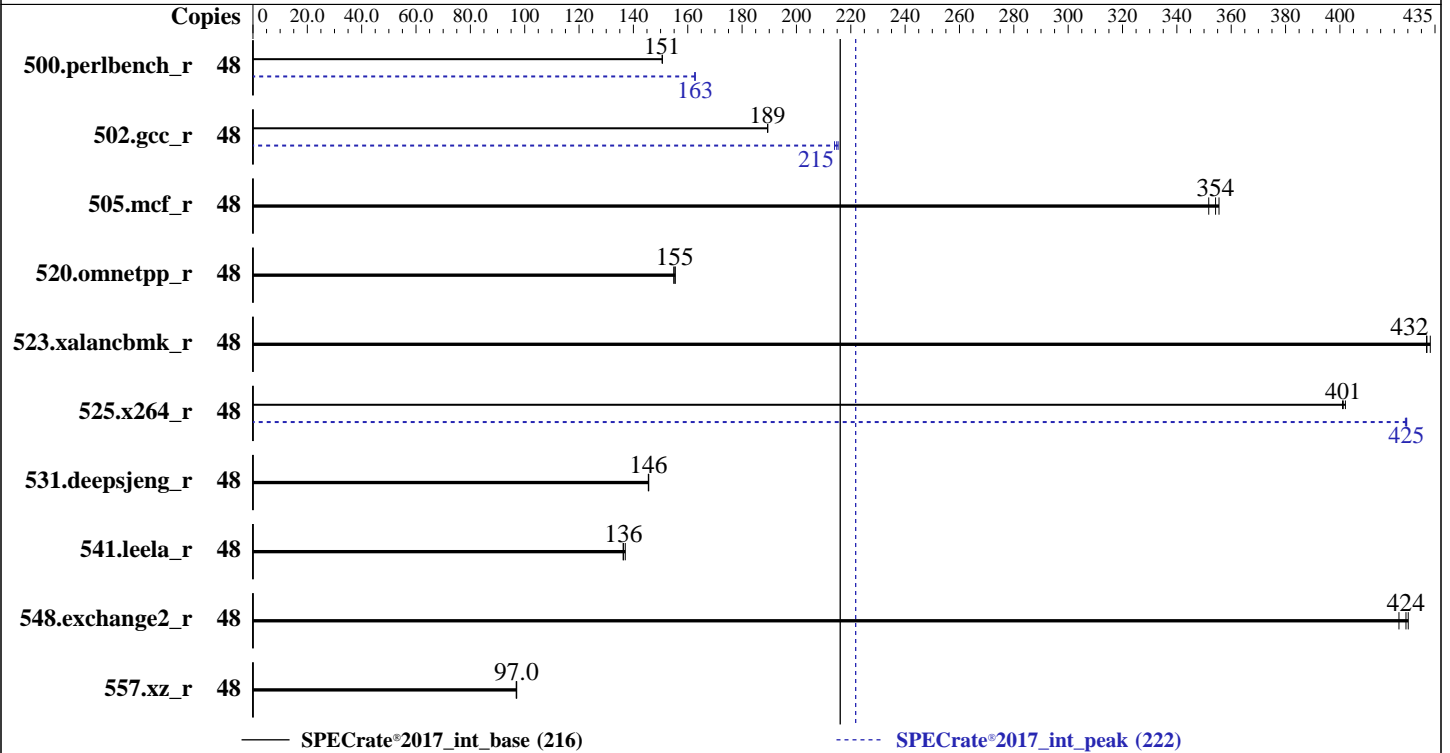 Copies 0 20.0 40.0 60.0 80.0 100 120 140 160 180 200 220 240 260 280 300 320 340 360 380 400 435
500.perlbench_r 48 151
163
502.gcc_r 48 189
215
505.mcf_r 48 354
520.omnetpp_r 48 155
523.xalancbmk_r 48 432
525.x264_r 48 401
425
531.deepsjeng_r 48 146
541.leela_r 48 136
548.exchange2_r 48 424
557.xz_r 48 97.0
SPECrate®2017_int_base (216) SPECrate®2017_int_peak (222)